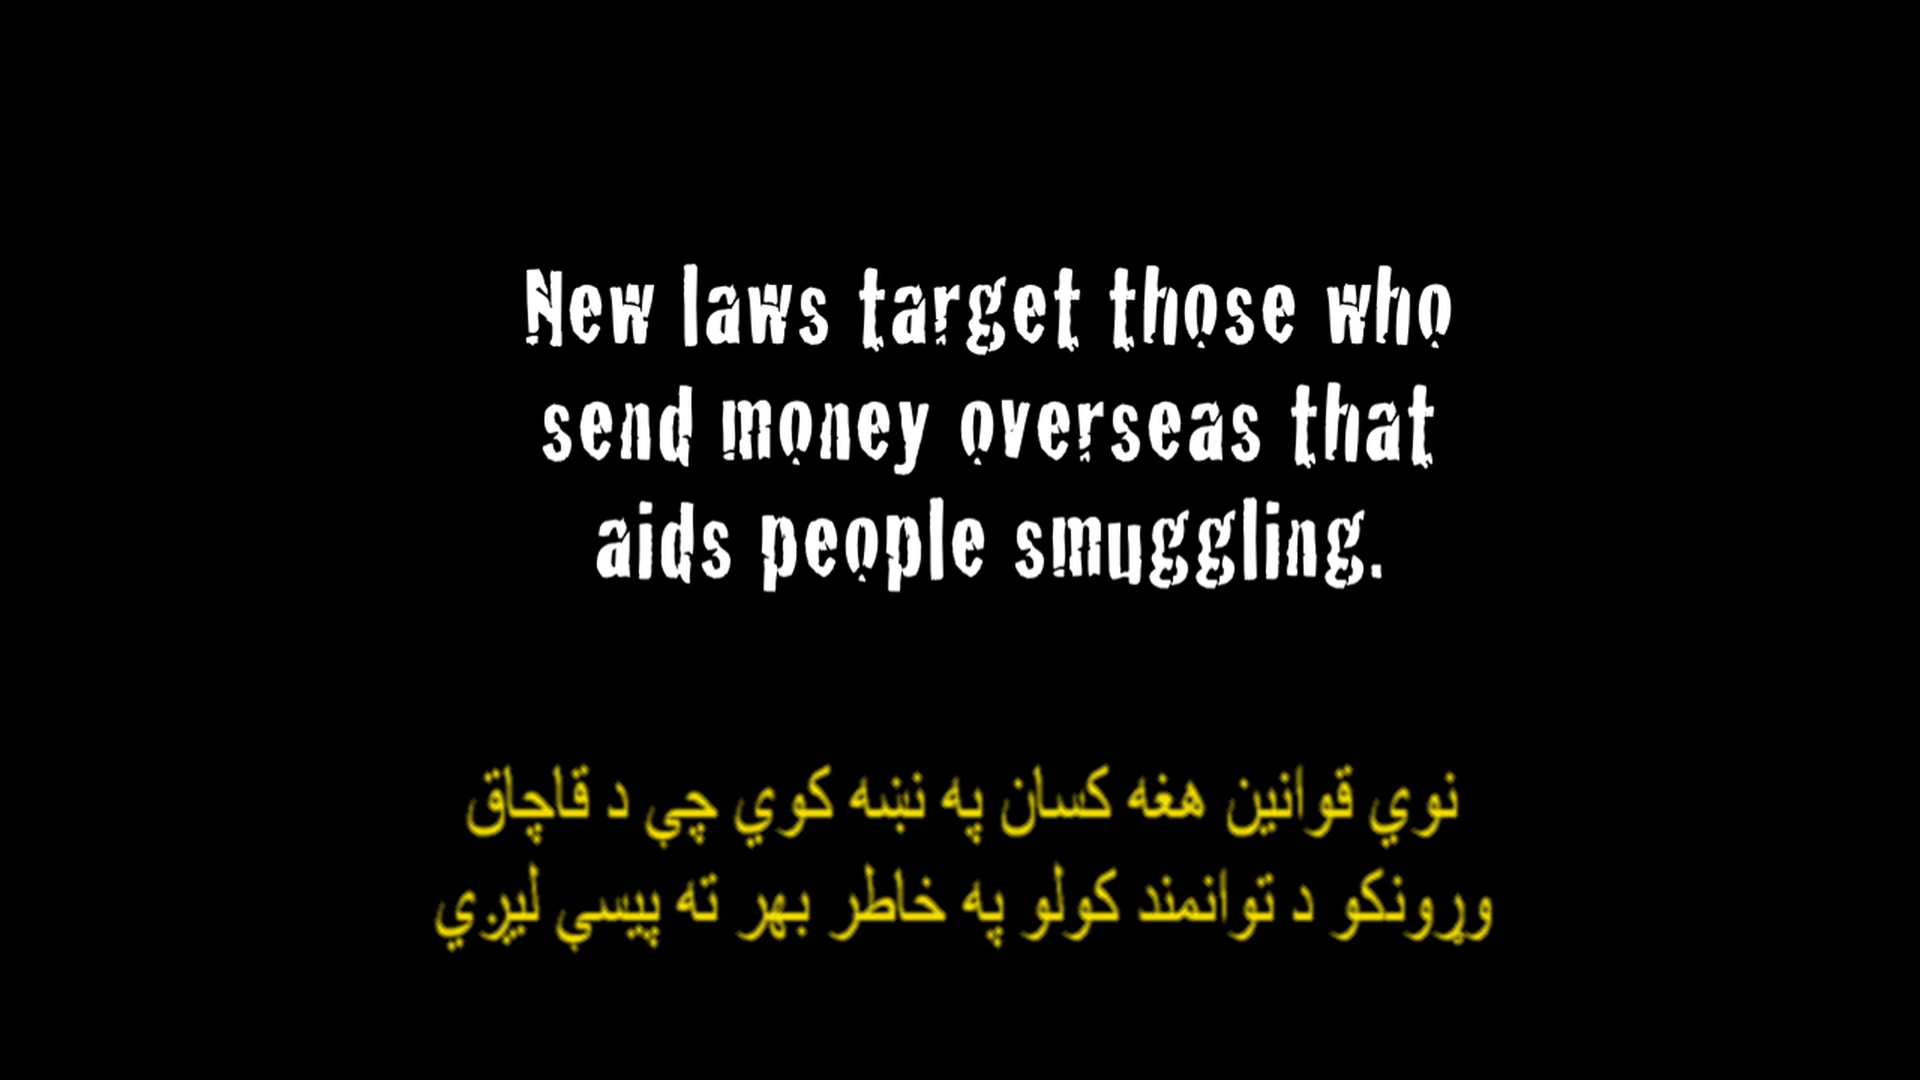 New laws target those who
send money overseas that
aids people smuggling.
نوي قوانين هغه کسان په نښه کوي چې د قاچاق
وړونکو د توانمند کولو په خاطر بهر ته پيسې ليږي